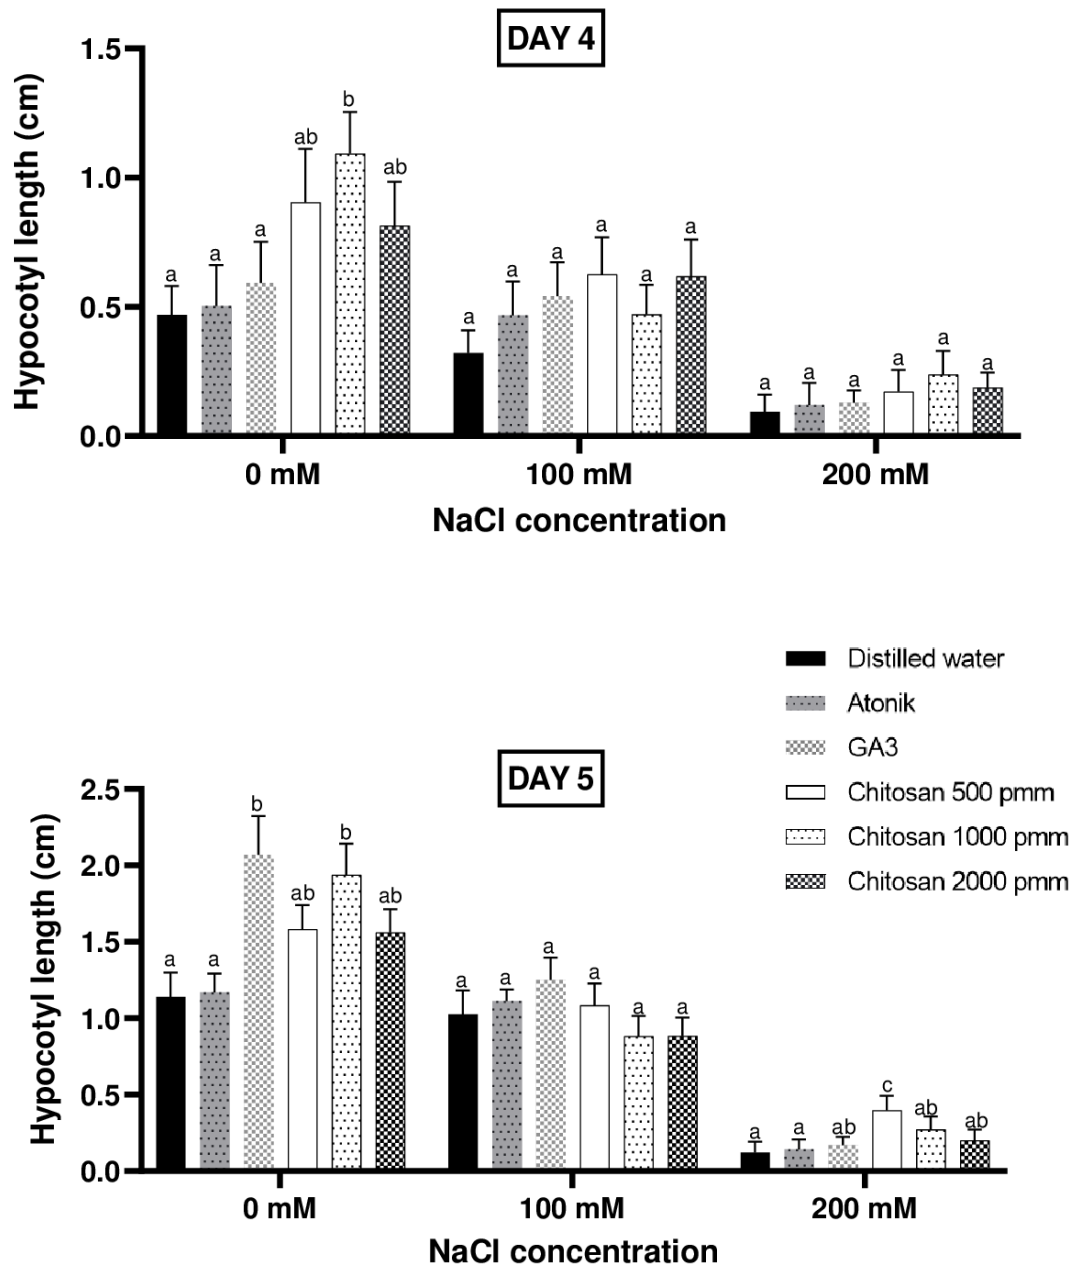 DAY 4
Hypocotyl length (cm)
1.5
1.0
0.5
0.0
a a a ab b ab
a a a a a a
a a a a a a
0 mM 100 mM 200 mM
NaCl concentration
Distilled water
Atonik
GA3
Chitosan 500 pmm
Chitosan 1000 pmm
Chitosan 2000 pmm
DAY 5
Hypocotyl length (cm)
2.5
2.0
1.5
1.0
0.5
0.0
a a b ab b ab
a a a a a a
a a ab c ab ab
0 mM 100 mM 200 mM
NaCl concentration